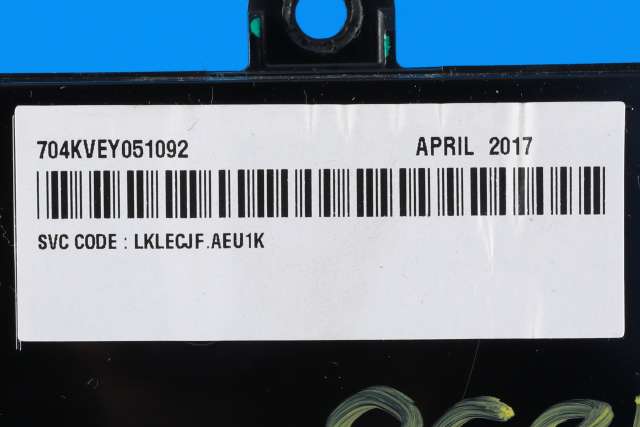 704KVEY051092 APRIL 2017
SVC CODE : LKLECJF.AEU1K